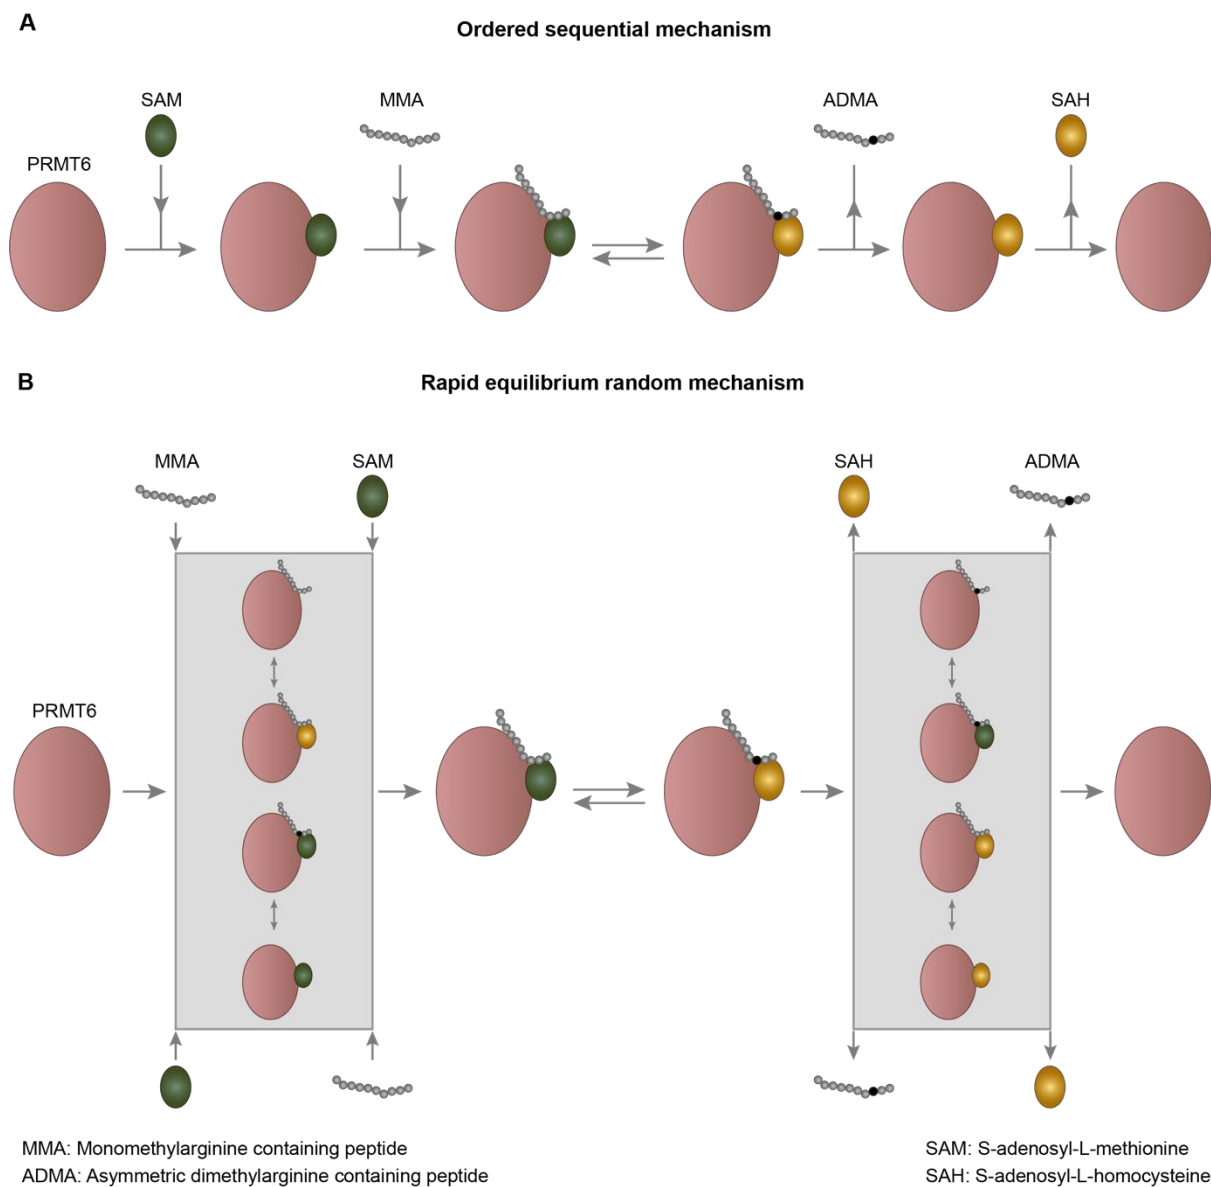 A
Ordered sequential mechanism
SAM
MMA
ADMA
SAH
PRMT6
B
Rapid equilibrium random mechanism
MMA
SAM
SAH
ADMA
PRMT6
MMA: Monomethylarginine containing peptide
ADMA: Asymmetric dimethylarginine containing peptide
SAM: S-adenosyl-L-methionine
SAH: S-adenosyl-L-homocysteine